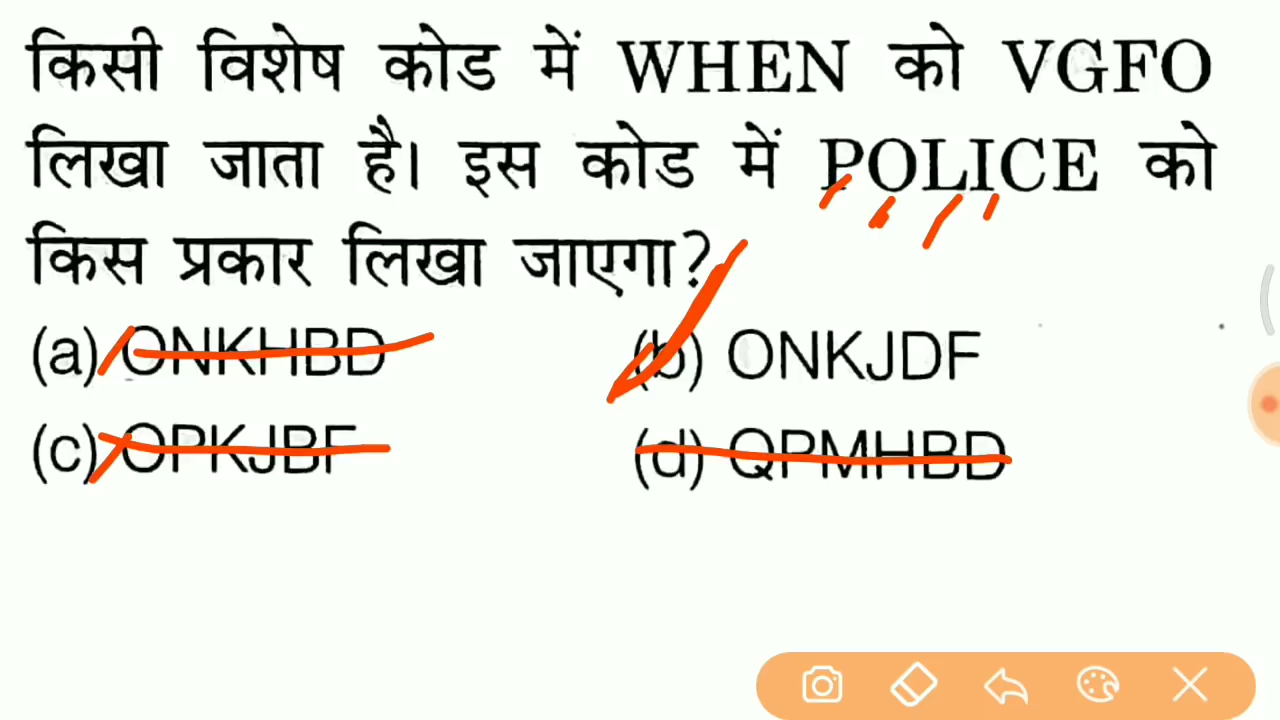 किसी विशेष कोड में WHEN को VGFO
लिखा जाता है। इस कोड में POLICE को
किस प्रकार लिखा जाएगा?
(a) ONKHBD (b) ONKJDF
(c) OPKJBF (d) QPMHBD